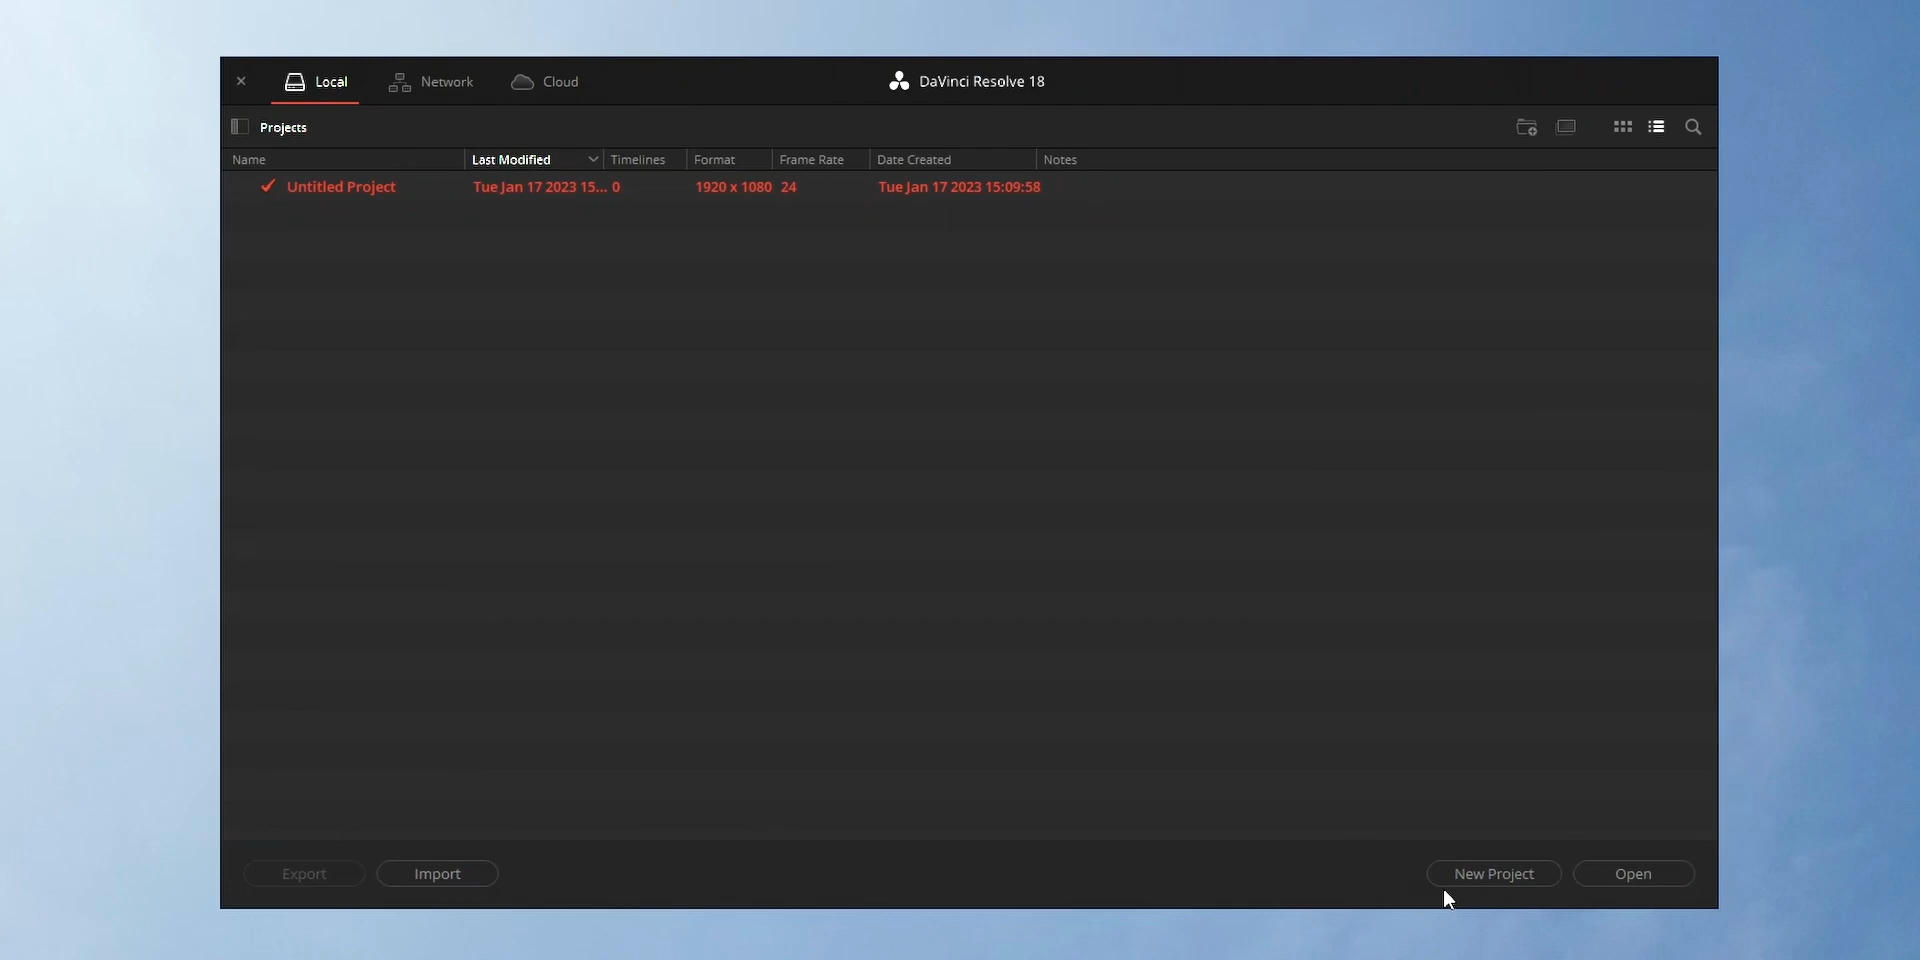 Local Network Cloud DaVinci Resolve 18
Projects
Name Last Modified Timelines Format Frame Rate Date Created Notes
Untitled Project Tue Jan 17 2023 15... 0 1920 x 1080 24 Tue Jan 17 2023 15:09:58
Export Import New Project Open